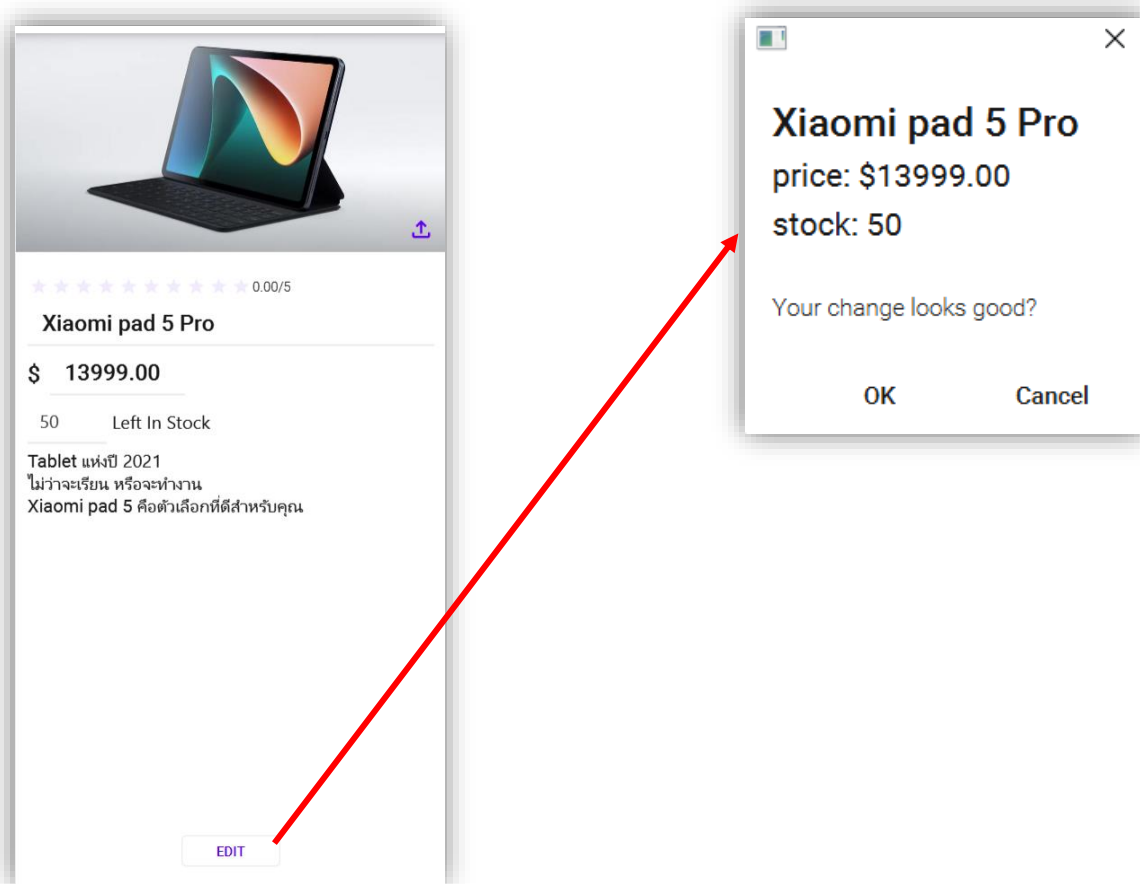 0.00/5
Xiaomi pad 5 Pro
$ 13999.00
50 Left In Stock
Tablet แห่งปี 2021
ไม่ว่าจะเรียน หรือจะทำงาน
Xiaomi pad 5 คือตัวเลือกที่ดีสำหรับคุณ
EDIT
Xiaomi pad 5 Pro
price: $13999.00
stock: 50
Your change looks good?
OK Cancel